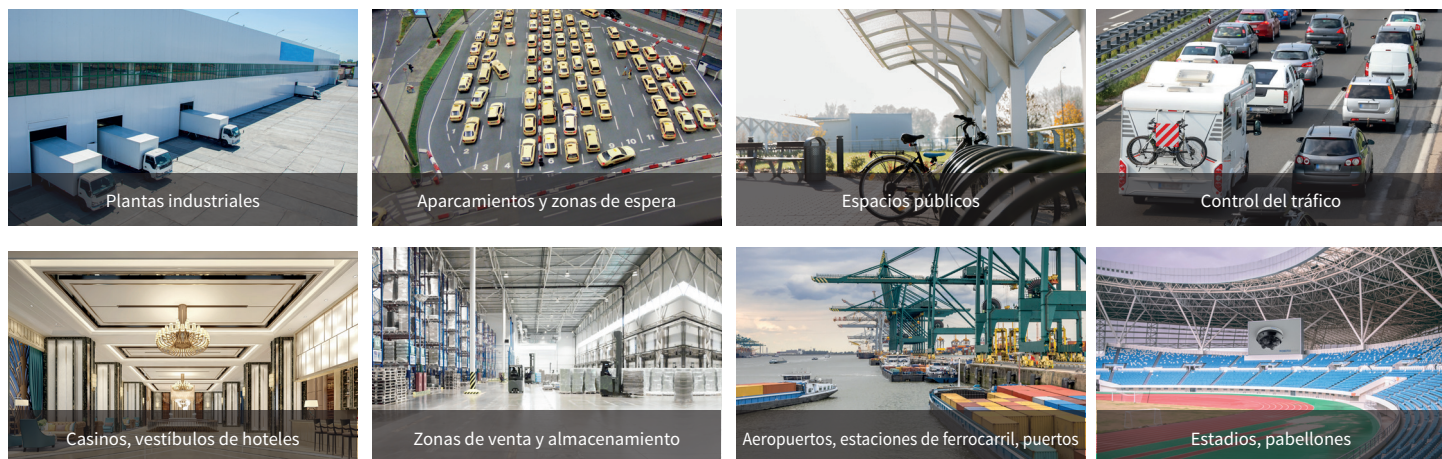 Plantas industriales
Aparcamientos y zonas de espera
Espacios públicos
Control del tráfico
Casinos, vestíbulos de hoteles
Zonas de venta y almacenamiento
Aeropuertos, estaciones de ferrocarril, puertos
Estadios, pabellones